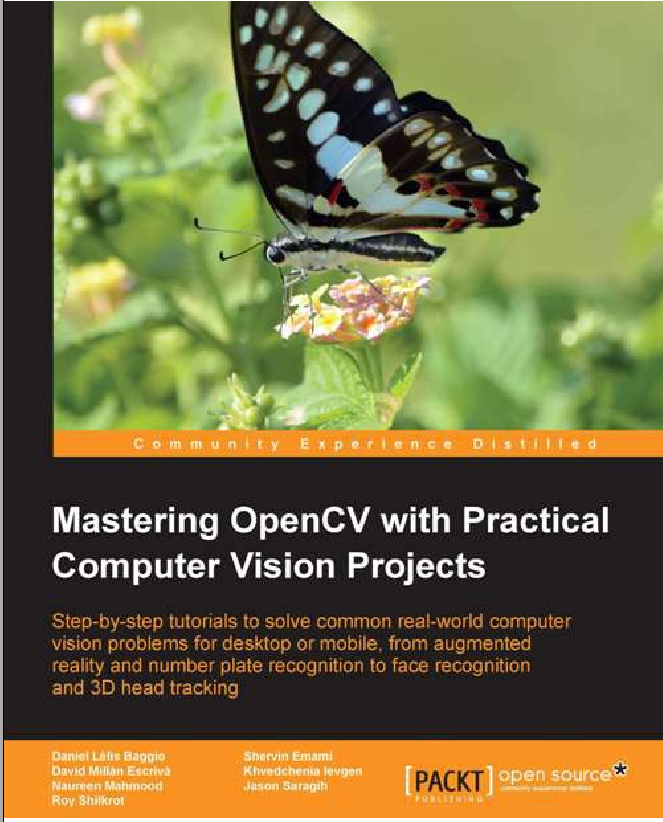 Community Experience Distilled
Mastering OpenCV with Practical
Computer Vision Projects
Step-by-step tutorials to solve common real-world computer
vision problems for desktop or mobile, from augmented
reality and number plate recognition to face recognition
and 3D head tracking
Daniel Lélis Baggio
David Millán Escrivá
Naureen Mahmood
Roy Shilkrot
Shervin Emami
Khvedchenia Ievgen
Jason Saragih
[PACKT] open source*
PUBLISHING community experience distilled